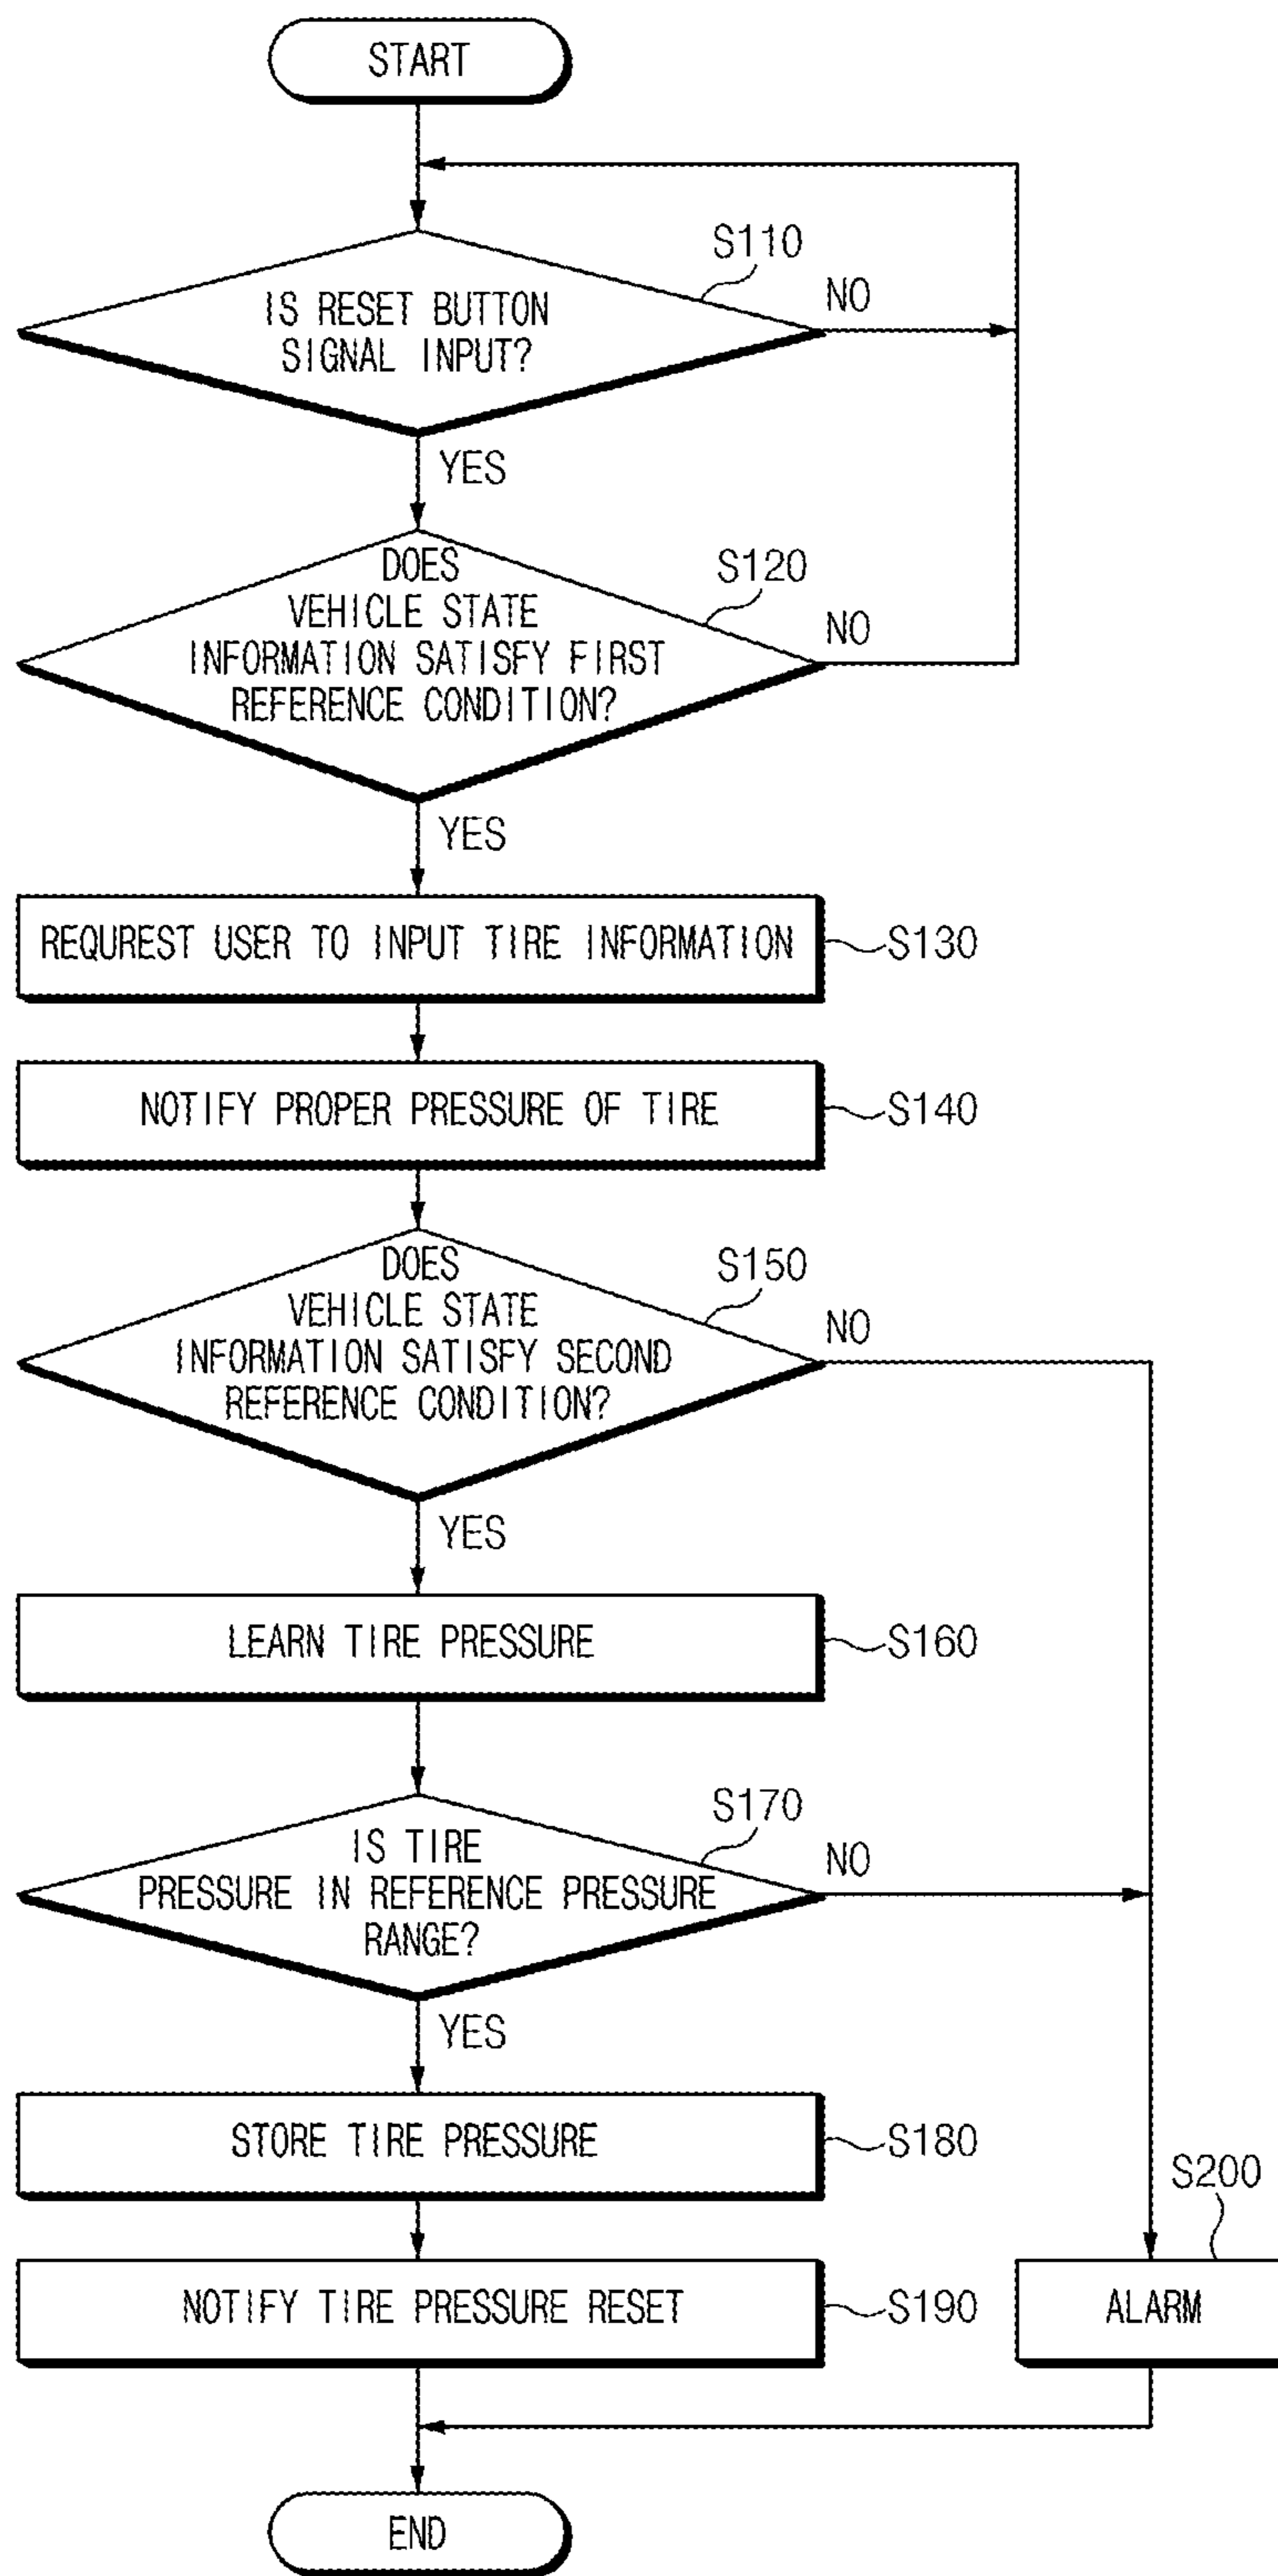 START
S110
IS RESET BUTTON
SIGNAL INPUT?
NO
YES
S120
DOES
VEHICLE STATE
INFORMATION SATISFY FIRST
REFERENCE CONDITION?
NO
YES
REQUREST USER TO INPUT TIRE INFORMATION
S130
NOTIFY PROPER PRESSURE OF TIRE
S140
DOES
VEHICLE STATE
INFORMATION SATISFY SECOND
REFERENCE CONDITION?
S150
NO
YES
LEARN TIRE PRESSURE
S160
S170
IS TIRE
PRESSURE IN REFERENCE PRESSURE
RANGE?
NO
YES
STORE TIRE PRESSURE
S180
S200
NOTIFY TIRE PRESSURE RESET
S190
ALARM
END